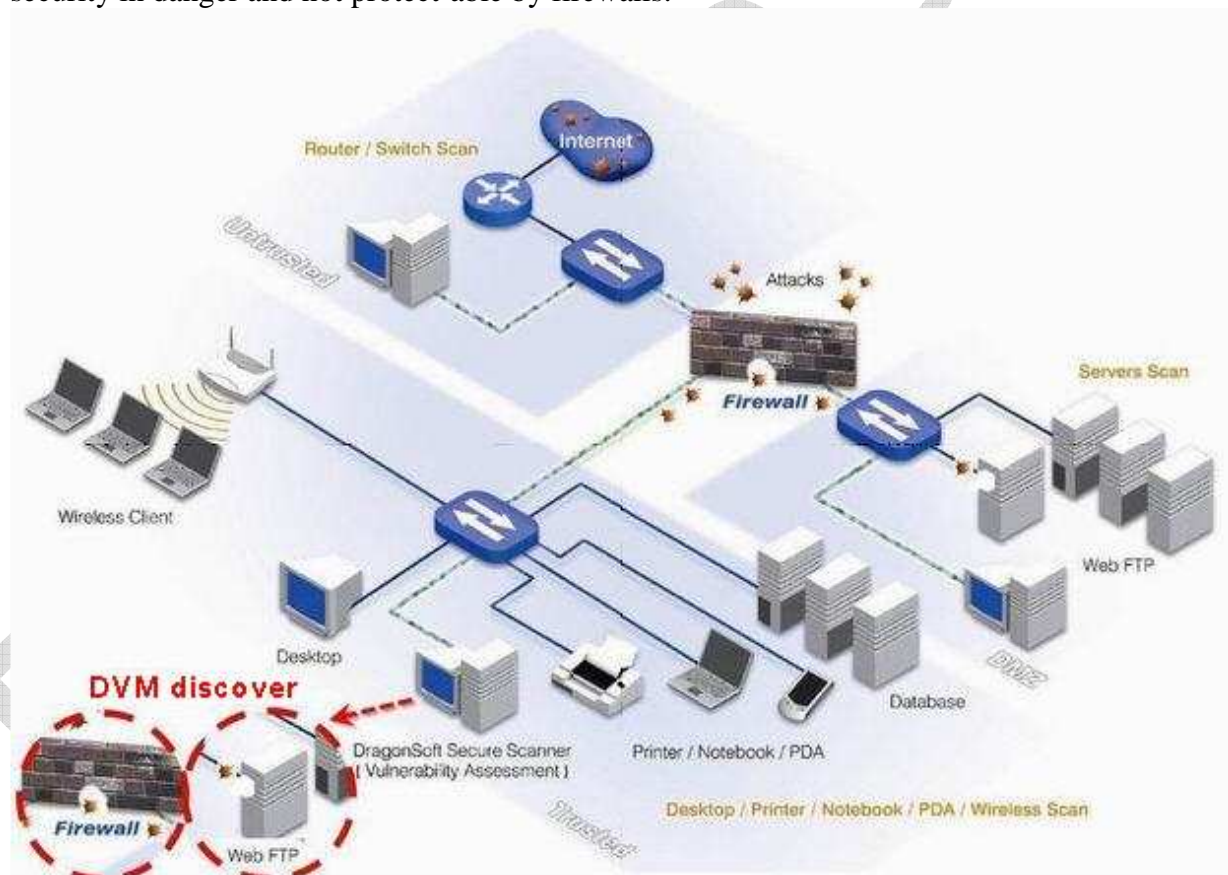 security in danger and not protect-able by firewalls.
Internet
Router / Switch Scan
Untrusted
Attacks
Servers Scan
Firewall
Wireless Client
Web FTP
Desktop
DMZ
Database
DVM discover
DragonSoft Secure Scanner
[ Vulnerability Assessment ]
Printer / Notebook / PDA
Desktop / Printer / Notebook / PDA / Wireless Scan
Trusted
Firewall
Web FTP